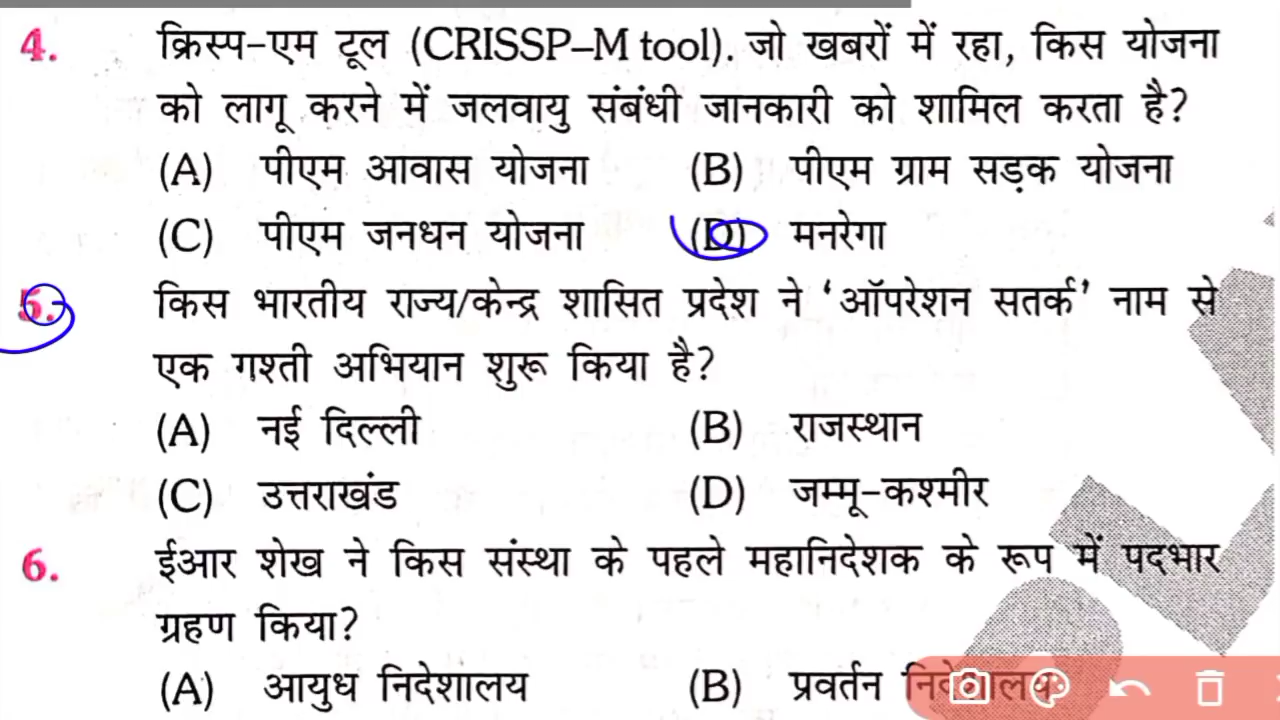 4. क्रिस्प-एम टूल (CRISSP–M tool). जो खबरों में रहा, किस योजना
को लागू करने में जलवायु संबंधी जानकारी को शामिल करता है?
(A) पीएम आवास योजना (B) पीएम ग्राम सड़क योजना
(C) पीएम जनधन योजना (D) मनरेगा
5. किस भारतीय राज्य/केन्द्र शासित प्रदेश ने 'ऑपरेशन सतर्क' नाम से
एक गश्ती अभियान शुरू किया है?
(A) नई दिल्ली (B) राजस्थान
(C) उत्तराखंड (D) जम्मू-कश्मीर
6. ईआर शेख ने किस संस्था के पहले महानिदेशक के रूप में पदभार
ग्रहण किया?
(A) आयुध निदेशालय (B) प्रवर्तन निदेशालय